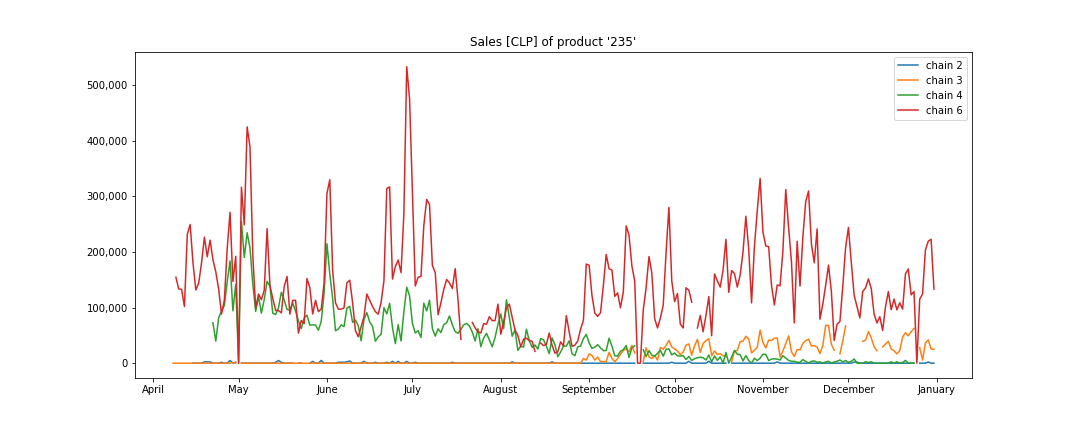 Sales [CLP] of product '235'
chain 2
chain 3
chain 4
chain 6
500,000
400,000
300,000
200,000
100,000
0
April May June July August September October November December January